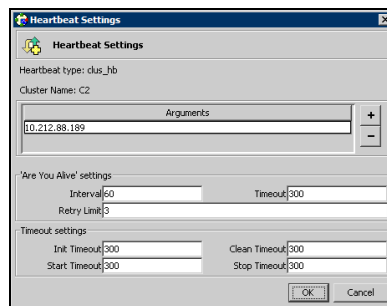 Heartbeat Settings
Heartbeat Settings
Heartbeat type: clus_hb
Cluster Name: C2
Arguments
10.212.88.189
+
−
'Are You Alive' settings
Interval 60 Timeout 300
Retry Limit 3
Timeout settings
Init Timeout 300 Clean Timeout 300
Start Timeout 300 Stop Timeout 300
OK Cancel